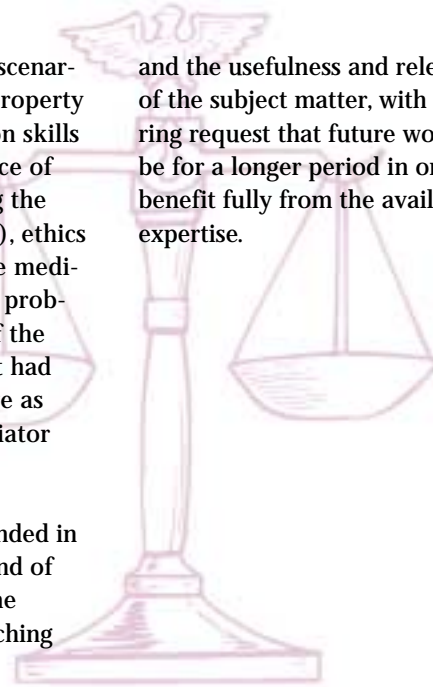 scenar-
roperty
on skills
ce of
g the
), ethics
e medi-
prob-
f the
t had
e as
iator
nded in
nd of
he
ching
and the usefulness and rele
of the subject matter, with
ring request that future wo
be for a longer period in or
benefit fully from the avail
expertise.